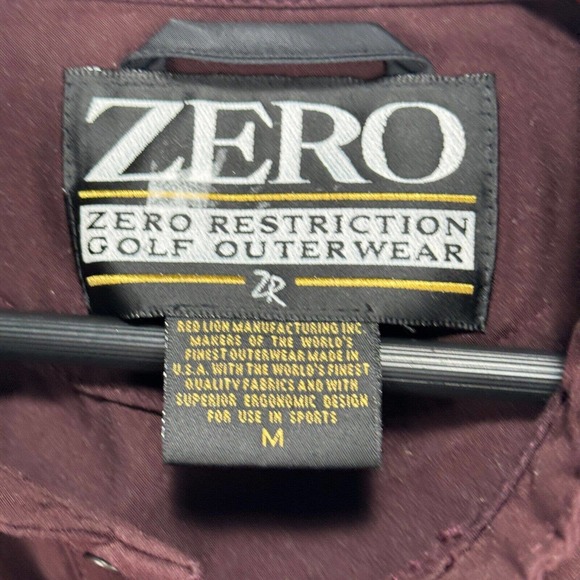 ZERO
ZERO RESTRICTION
GOLF OUTERWEAR
ZR
RED LION MANUFACTURING INC.
MAKERS OF THE WORLD'S
FINEST OUTERWEAR MADE IN
U.S.A. WITH THE WORLD'S FINEST
QUALITY FABRICS AND WITH
SUPERIOR ERGONOMIC DESIGN
FOR USE IN SPORTS
M